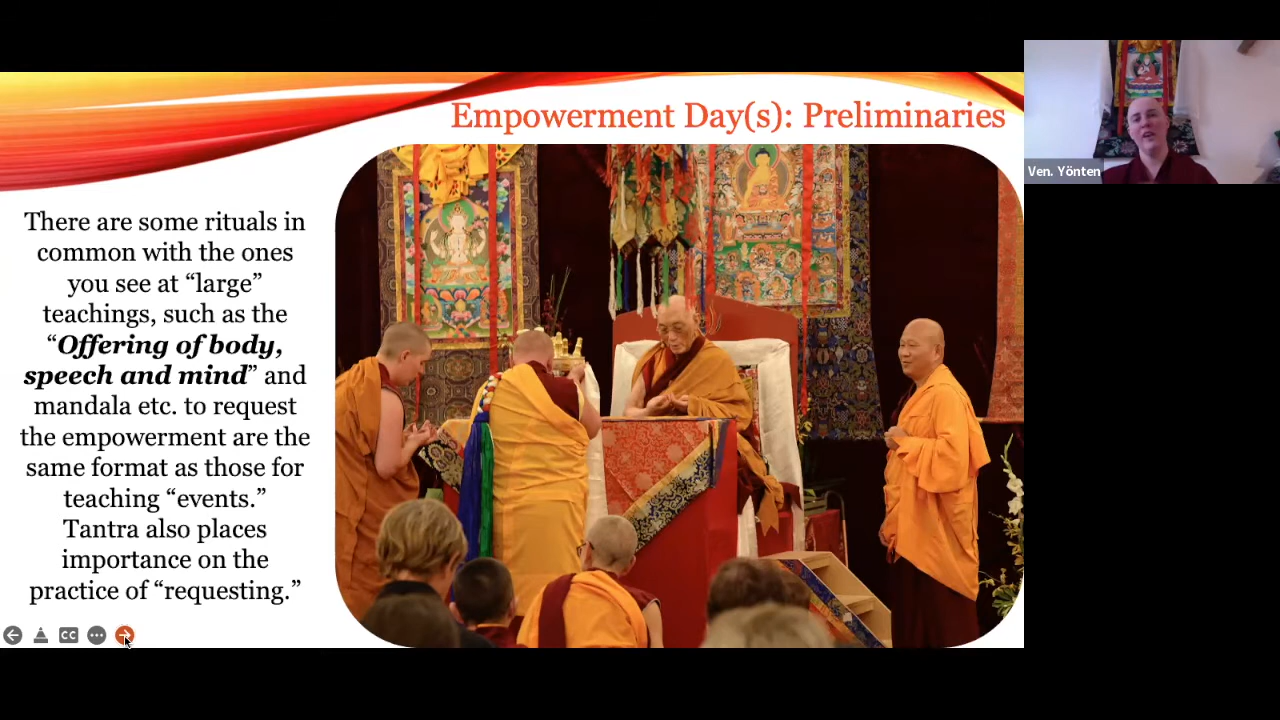 Empowerment Day(s): Preliminaries
There are some rituals in
common with the ones
you see at “large”
teachings, such as the
“Offering of body,
speech and mind” and
mandala etc. to request
the empowerment are the
same format as those for
teaching “events.”
Tantra also places
importance on the
practice of “requesting.”
CC
Ven. Yönten